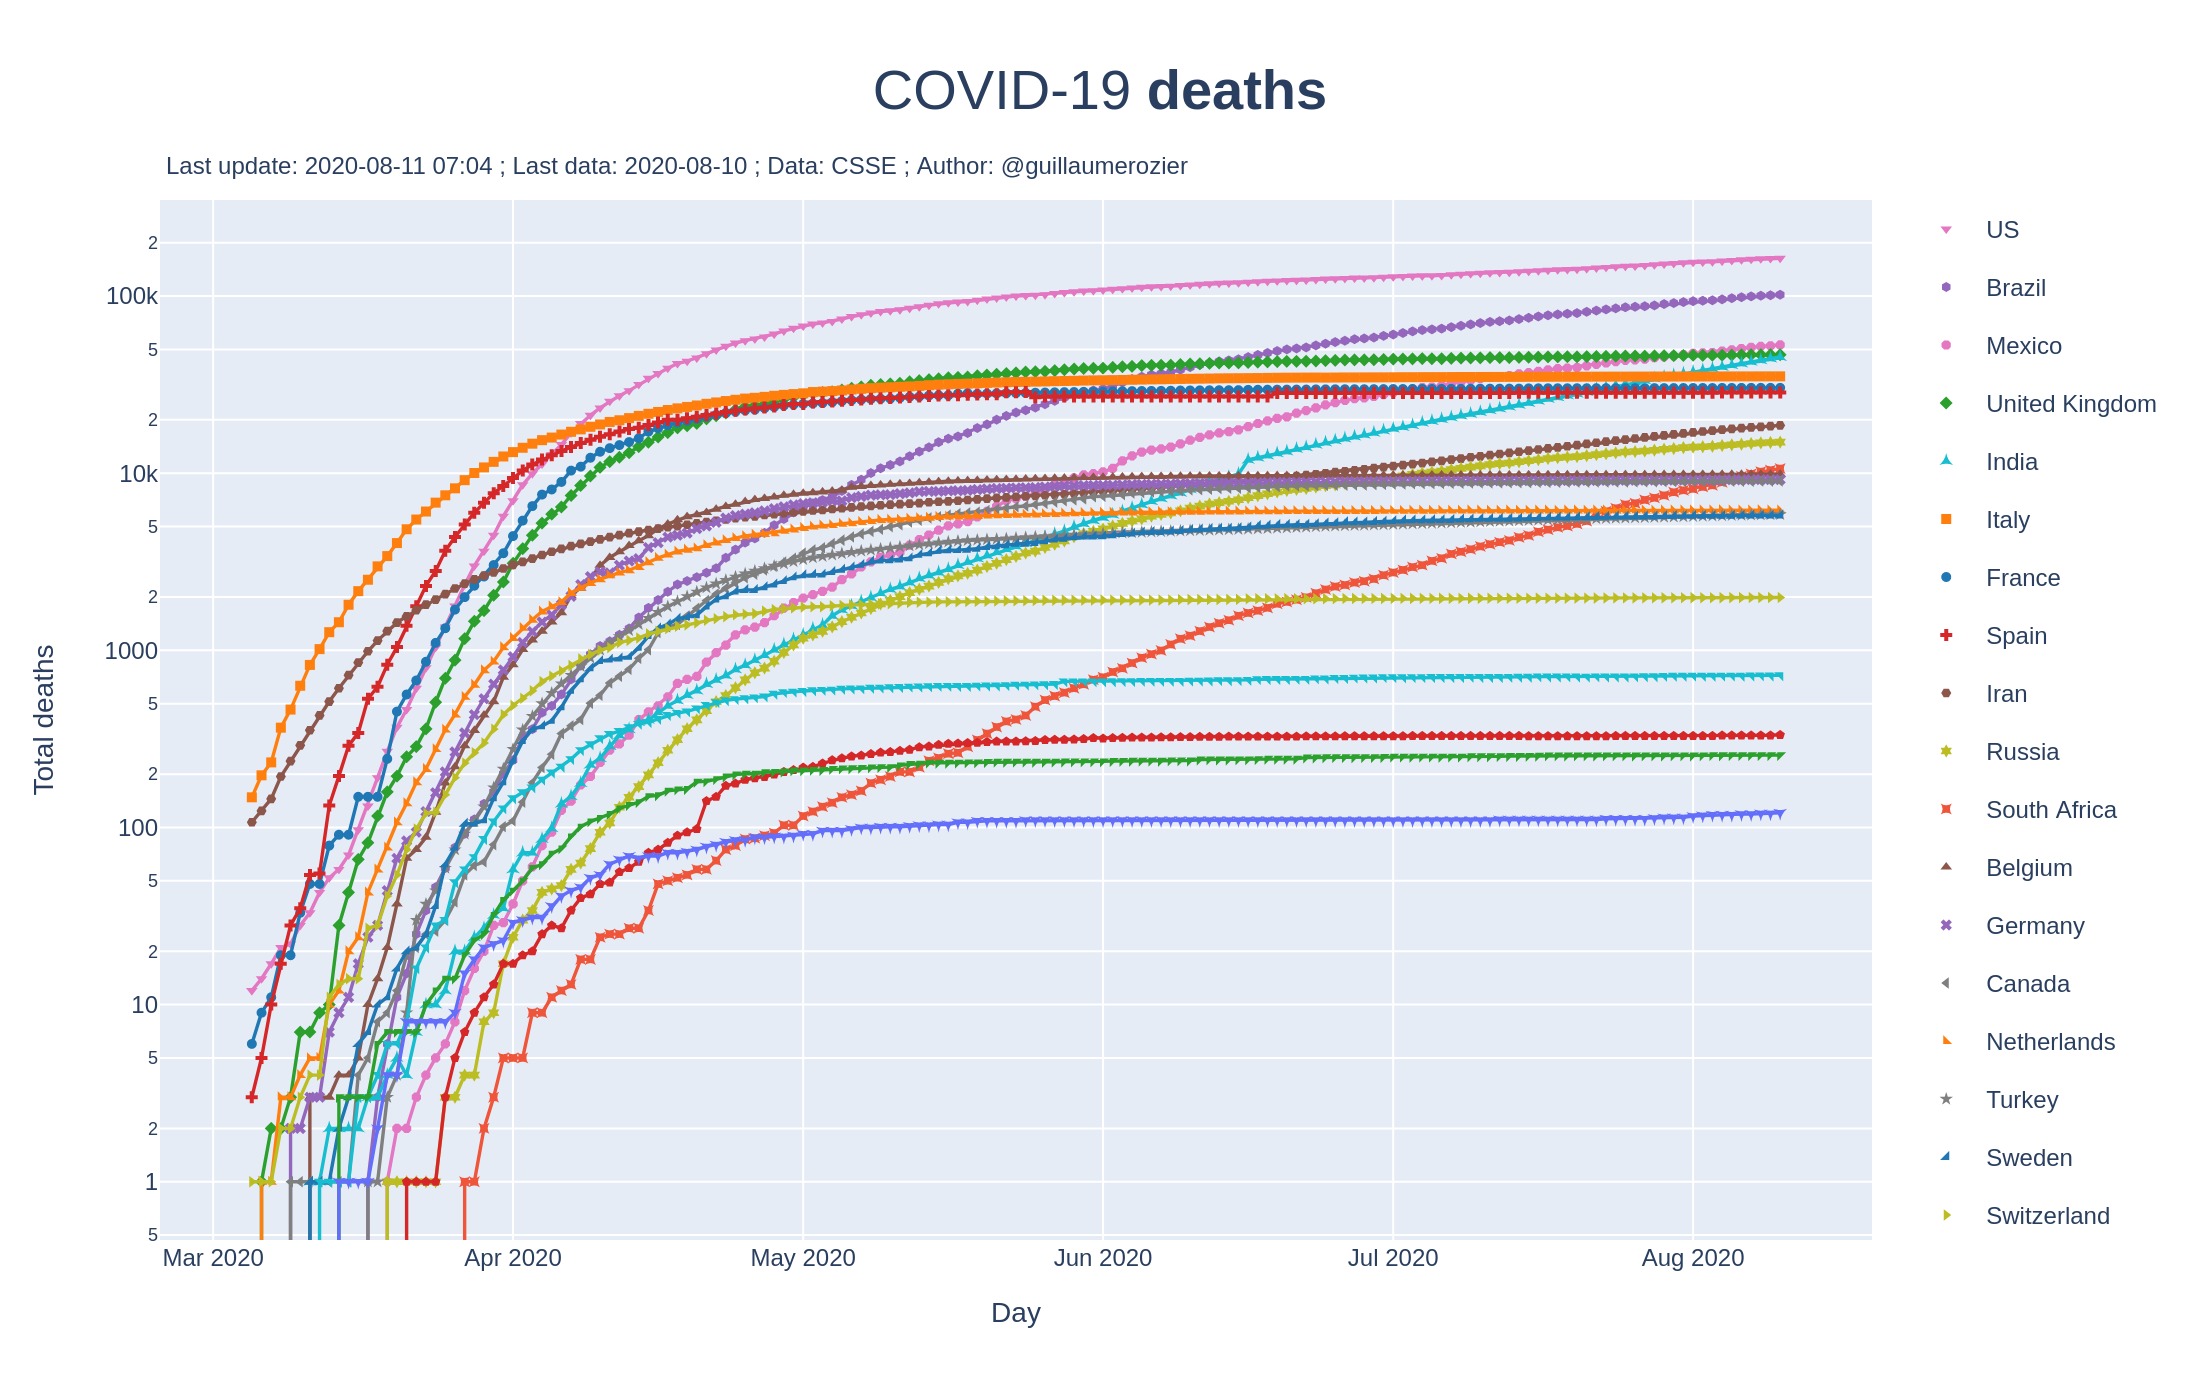 COVID-19 deaths
Last update: 2020-08-11 07:04 ; Last data: 2020-08-10 ; Data: CSSE ; Author: @guillaumerozier
Total deaths
2
100k
5
2
10k
5
2
1000
5
2
100
5
2
10
5
2
1
5
Mar 2020
Apr 2020
May 2020
Jun 2020
Jul 2020
Aug 2020
Day
US
Brazil
Mexico
United Kingdom
India
Italy
France
Spain
Iran
Russia
South Africa
Belgium
Germany
Canada
Netherlands
Turkey
Sweden
Switzerland